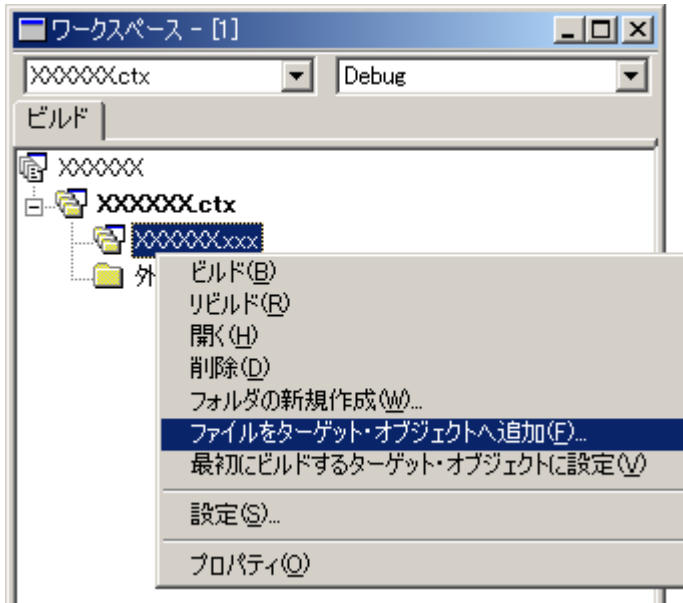 ワークスペース - [1]
XXXXXX.ctx
Debug
ビルド
XXXXXX
XXXXXX.ctx
XXXXXX.xxx
外
ビルド(B)
リビルド(R)
開く(H)
削除(D)
フォルダの新規作成(W)...
ファイルをターゲット・オブジェクトへ追加(F)...
最初にビルドするターゲット・オブジェクトに設定(V)
設定(S)...
プロパティ(O)